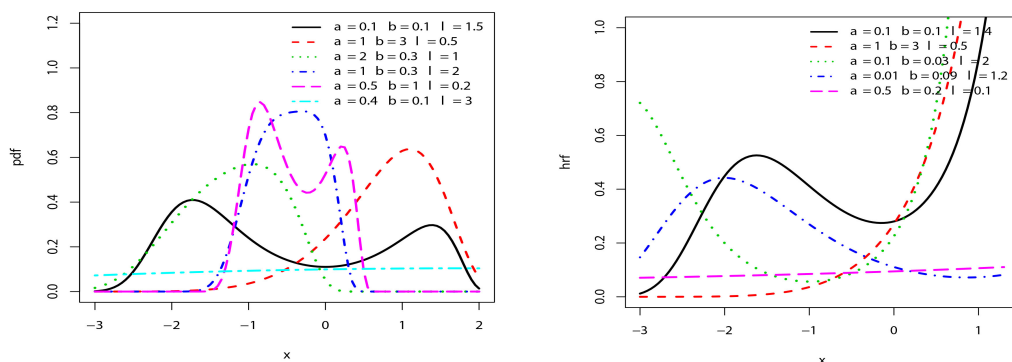 1.2
1.0
0.8
0.6
0.4
0.2
0.0
pdf
a = 0.1 b = 0.1 l = 1.5
a = 1 b = 3 l = 0.5
a = 2 b = 0.3 l = 1
a = 1 b = 0.3 l = 2
a = 0.5 b = 1 l = 0.2
a = 0.4 b = 0.1 l = 3
−3 −2 −1 0 1 2
x
1.0
0.8
0.6
0.4
0.2
0.0
hrf
a = 0.1 b = 0.1 l = 1.4
a = 1 b = 3 l = 0.5
a = 0.1 b = 0.03 l = 2
a = 0.01 b = 0.09 l = 1.2
a = 0.5 b = 0.2 l = 0.1
−3 −2 −1 0 1
x